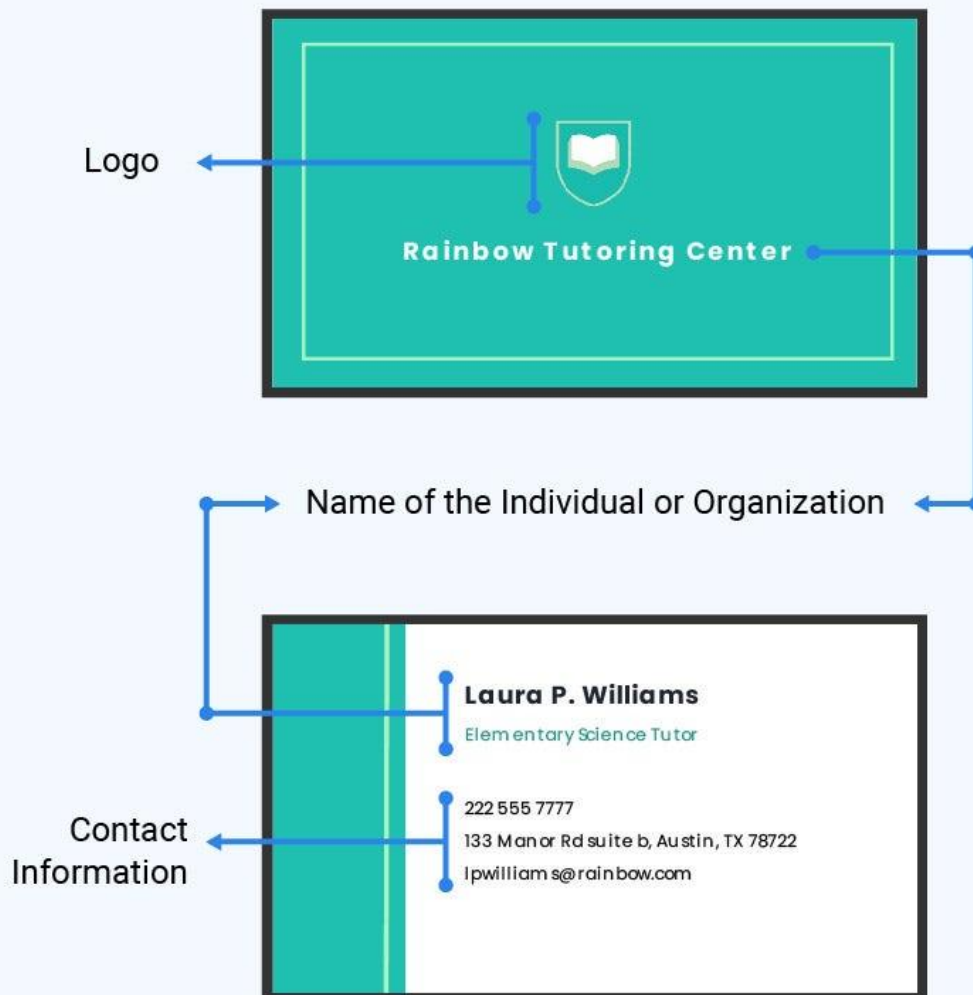 Logo
Rainbow Tutoring Center
Name of the Individual or Organization
Laura P. Williams
Elementary Science Tutor
222 555 7777
133 Manor Rd suite b, Austin, TX 78722
lpwilliams@rainbow.com
Contact
Information